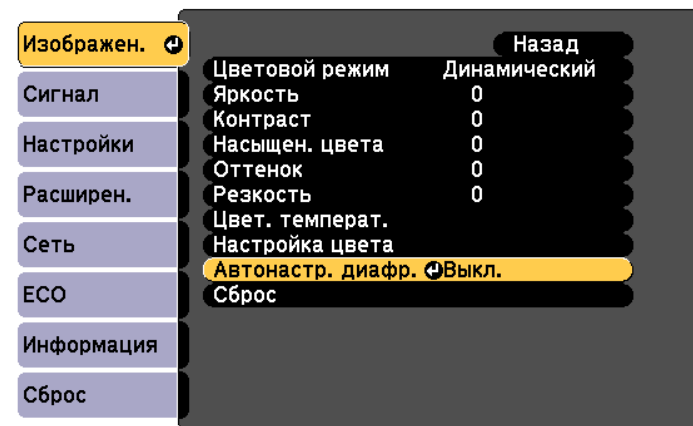 Изображен.
Сигнал
Настройки
Расширен.
Сеть
ECO
Информация
Сброс
Назад
Цветовой режим Динамический
Яркость 0
Контраст 0
Насыщен. цвета 0
Оттенок 0
Резкость 0
Цвет. температ.
Настройка цвета
Автонастр. диафр. Выкл.
Сброс